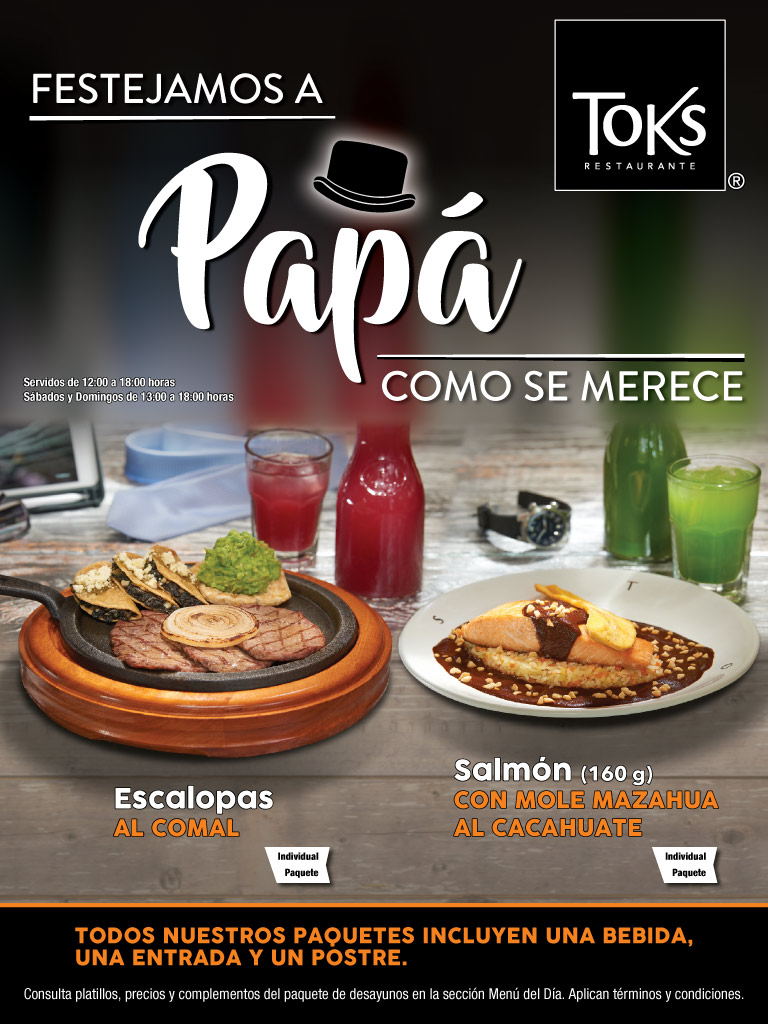 FESTEJAMOS A
TOKS
RESTAURANTE
®
Papá
COMO SE MERECE
Servidos de 12:00 a 18:00 horas
Sábados y Domingos de 13:00 a 18:00 horas
S T O
Escalopas
AL COMAL
Individual
Paquete
Salmón (160 g)
CON MOLE MAZAHUA
AL CACAHUATE
Individual
Paquete
TODOS NUESTROS PAQUETES INCLUYEN UNA BEBIDA,
UNA ENTRADA Y UN POSTRE.
Consulta platillos, precios y complementos del paquete de desayunos en la sección Menú del Día. Aplican términos y condiciones.